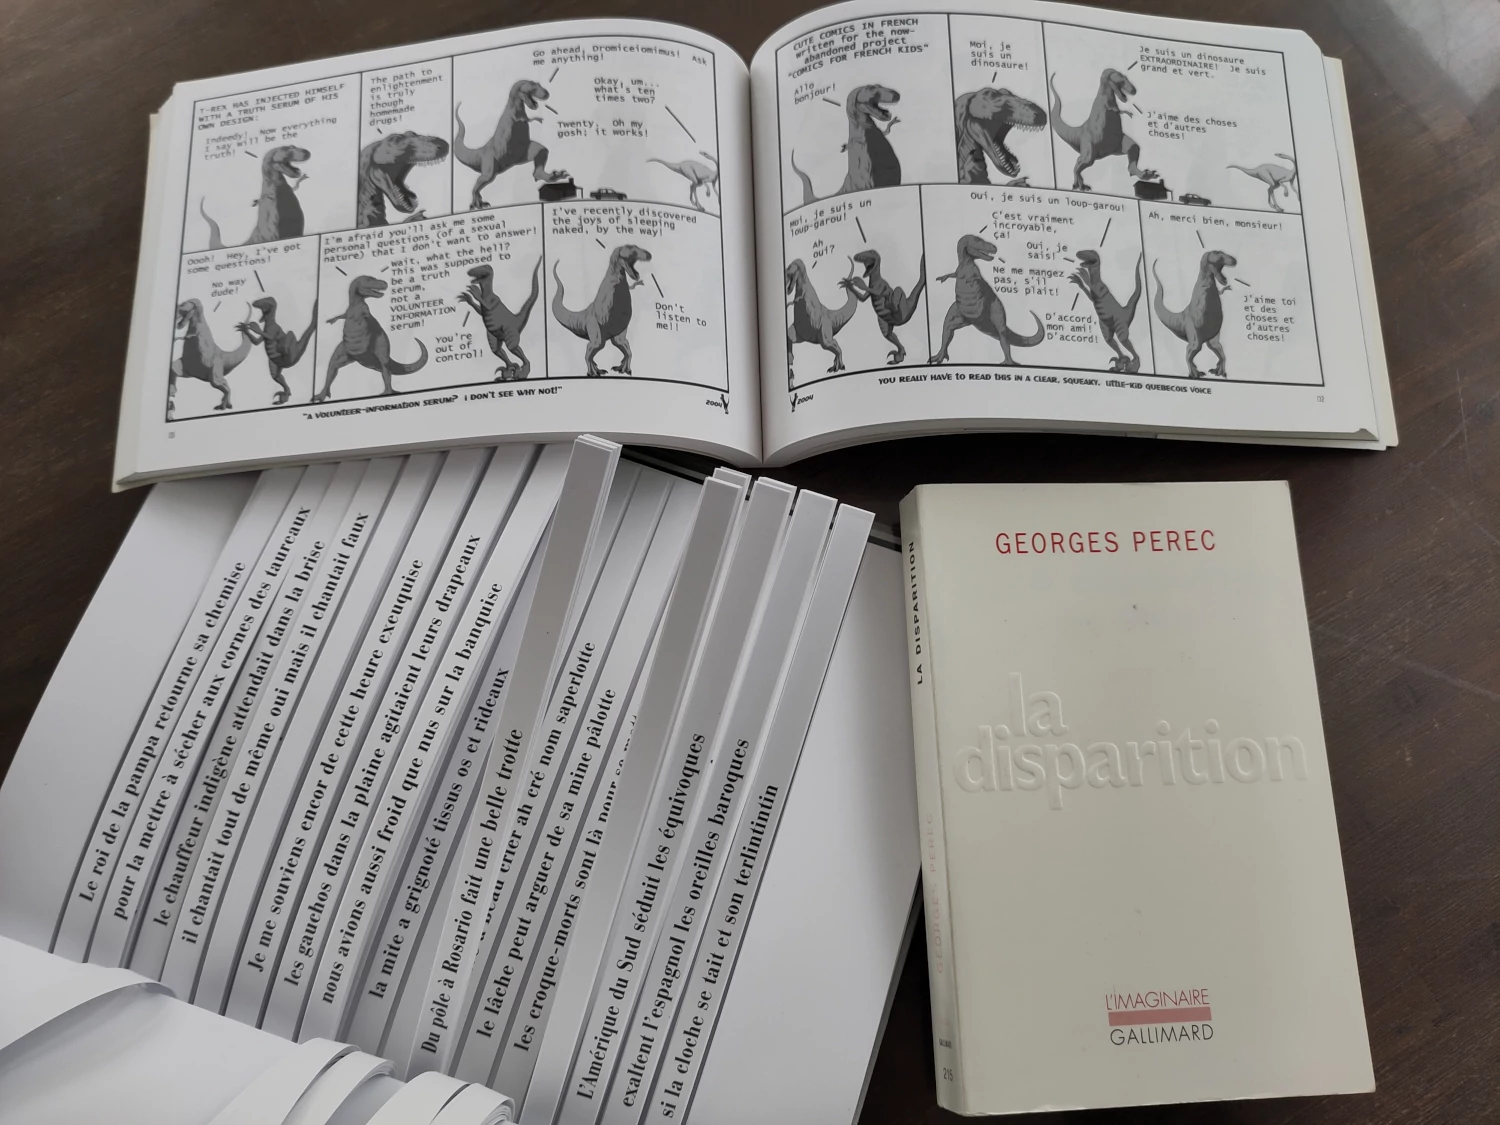 T-REX WAS INJECTED HIMSELF
WITH A TRUTH SERUM OF HIS
OWN DESIGN:
Indeedy! Now everything
I say will be the
truth!
The path to
enlightenment
is truly
though
homemade
drugs!
Go ahead, Dromiceiomimus! Ask
me anything!
Okay, um...
what's ten
times two?
Twenty. Oh my
gosh; it works!
Oooh! Hey, I've got
some questions!
No way
dude!
I'm afraid you'll ask me some
personal questions (of a sexual
nature) that I don't want to answer!
Wait, what the hell?
This was supposed to
be a truth
serum,
not a
VOLUNTEER
INFORMATION
serum!
You're
out of
control!
I've recently discovered
the joys of sleeping
naked, by the way!
Don't
listen to
me!!
"A VOLUNTEER-INFORMATION SERUM? I DON'T SEE WHY NOT!"
2004
CUTE COMICS IN FRENCH
written for the now-
abandoned project
"COMICS FOR FRENCH KIDS"
Allo
bonjour!
Moi, je
suis un
dinosaure!
Je suis un dinosaure
EXTRAORDINAIRE! Je suis
grand et vert.
J'aime des choses
et d'autres
choses!
Moi, je suis un
loup-garou!
Ah
oui?
Oui, je suis un loup-garou!
C'est vraiment
incroyable,
ça!
Oui, je
sais!
Ne me mangez
pas, s'il
vous plaît!
D'accord,
mon ami!
D'accord!
Ah, merci bien, monsieur!
J'aime toi
et des
choses et
d'autres
choses!
YOU REALLY HAVE TO READ THIS IN A CLEAR, SQUEAKY, LITTLE-KID QUEBECOIS VOICE
2004
Le roi de la pampa retourne sa chemise
pour la mettre à sécher aux cornes des taureaux
le chauffeur indigène attendait dans la brise
il chantait tout de même oui mais il chantait faux
Je me souviens encor de cette heure exeuquise
les gauchos dans la plaine agitaient leurs drapeaux
nous avions aussi froid que nus sur la banquise
la mite a grignoté tissus os et rideaux
Du pôle à Rosario fait une belle trotte
crier ah cré nom saperlotte
le lâche peut arguer de sa mine pâlotte
les croque-morts sont là pour se
L'Amérique du Sud séduit les équivoques
exaltent l'espagnol les oreilles baroques
si la cloche se tait et son terlintintin
GEORGES PEREC
la
disparition
L'IMAGINAIRE
GALLIMARD
LA DISPARITION
GEORGES PEREC
215